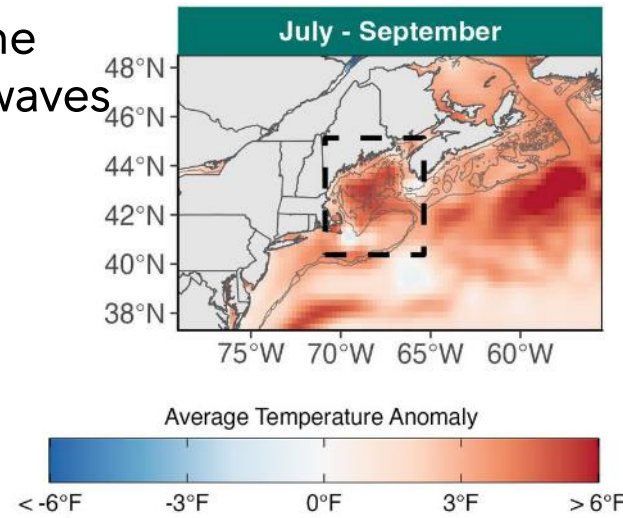 waves
July - September
48°N
46°N
44°N
42°N
40°N
38°N
75°W 70°W 65°W 60°W
Average Temperature Anomaly
< -6°F -3°F 0°F 3°F > 6°F